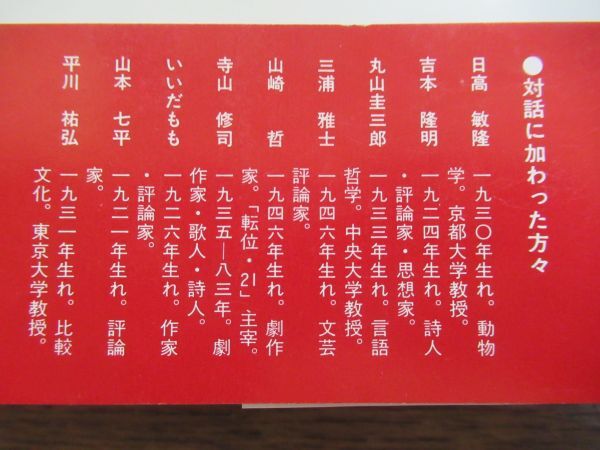 ●対話に加わった方々
日高 敏隆 一九三〇年生れ。動物
学。京都大学教授。
吉本 隆明 一九二四年生れ。詩人
・評論家・思想家。
丸山圭三郎 一九三三年生れ。言語
哲学。中央大学教授。
三浦 雅士 一九四六年生れ。文芸
評論家。
山崎 哲 一九四六年生れ。劇作
家。「転位・21」主宰。
寺山 修司 一九三五―八三年。劇
作家・歌人・詩人。
いいだもも 一九二六年生れ。作家
・評論家。
山本 七平 一九二一年生れ。評論
家。
平川 祐弘 一九三一年生れ。比較
文化。東京大学教授。